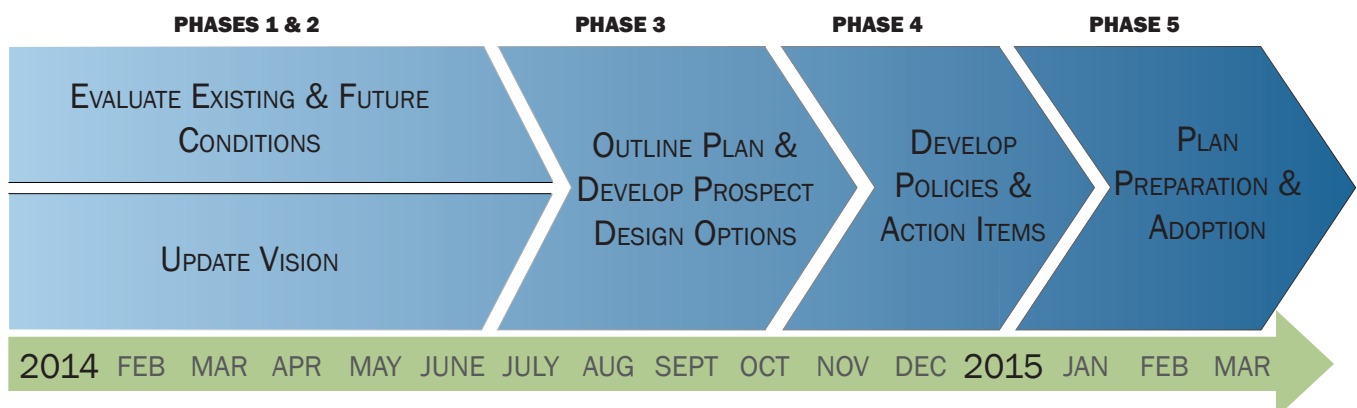 PHASES 1 & 2
PHASE 3
PHASE 4
PHASE 5
EVALUATE EXISTING & FUTURE
CONDITIONS
UPDATE VISION
OUTLINE PLAN &
DEVELOP PROSPECT
DESIGN OPTIONS
DEVELOP
POLICIES &
ACTION ITEMS
PLAN
PREPARATION &
ADOPTION
2014 FEB MAR APR MAY JUNE JULY AUG SEPT OCT NOV DEC 2015 JAN FEB MAR